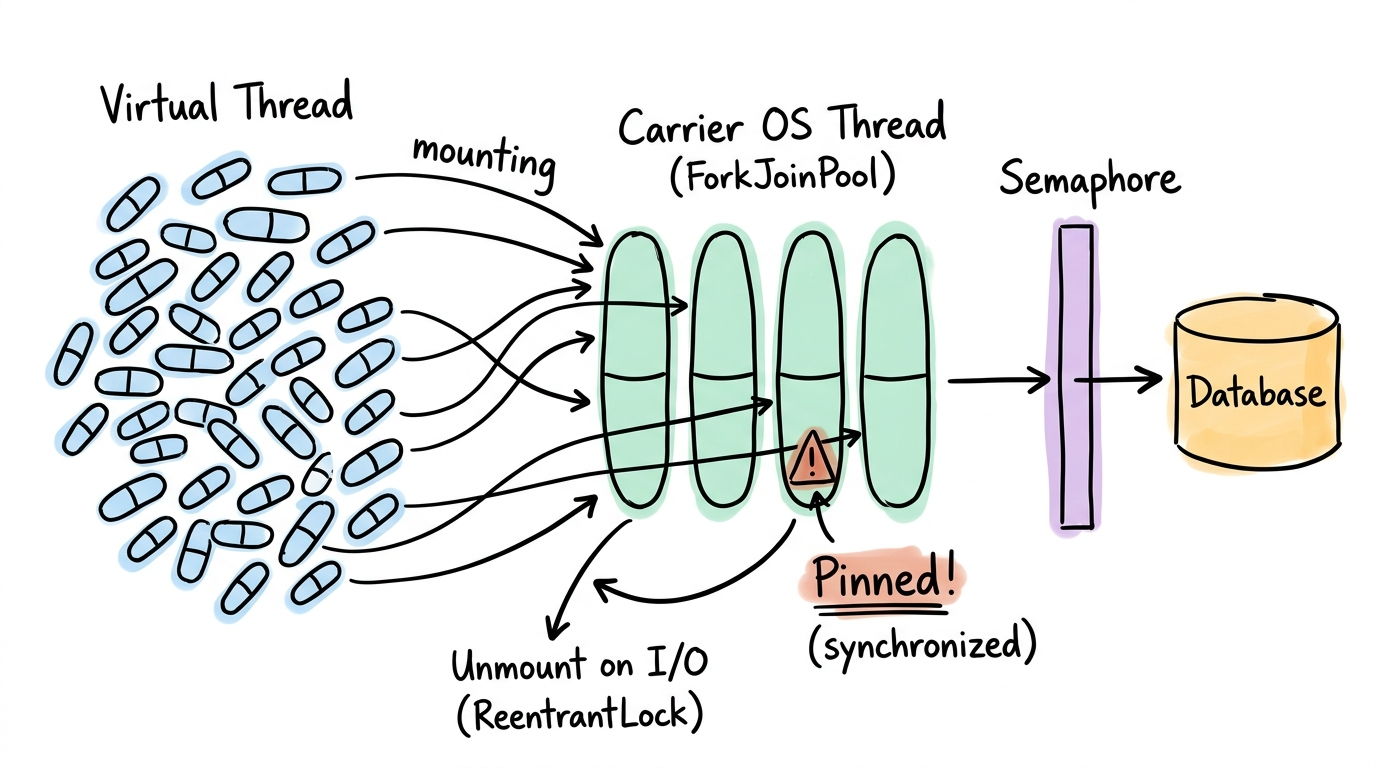 Virtual Thread
mounting
Carrier OS Thread
(ForkJoinPool)
Semaphore
Database
!
Pinned!
(synchronized)
Unmount on I/O
(ReentrantLock)